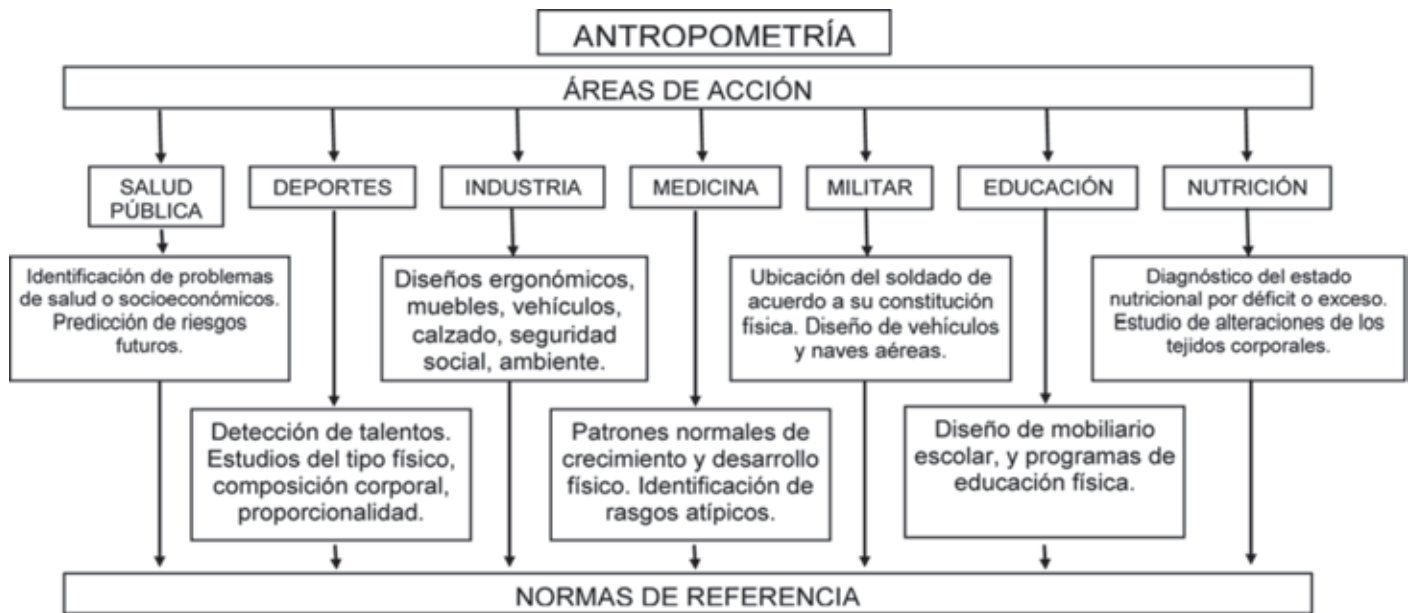 ANTROPOMETRÍA
ÁREAS DE ACCIÓN
SALUD
PÚBLICA
DEPORTES
INDUSTRIA
MEDICINA
MILITAR
EDUCACIÓN
NUTRICIÓN
Identificación de problemas
de salud o socioeconómicos.
Predicción de riesgos
futuros.
Diseños ergonómicos,
muebles, vehículos,
calzado, seguridad
social, ambiente.
Ubicación del soldado de
acuerdo a su constitución
física. Diseño de vehículos
y naves aéreas.
Diagnóstico del estado
nutricional por déficit o exceso.
Estudio de alteraciones de los
tejidos corporales.
Detección de talentos.
Estudios del tipo físico,
composición corporal,
proporcionalidad.
Patrones normales de
crecimiento y desarrollo
físico. Identificación de
rasgos atípicos.
Diseño de mobiliario
escolar, y programas de
educación física.
NORMAS DE REFERENCIA